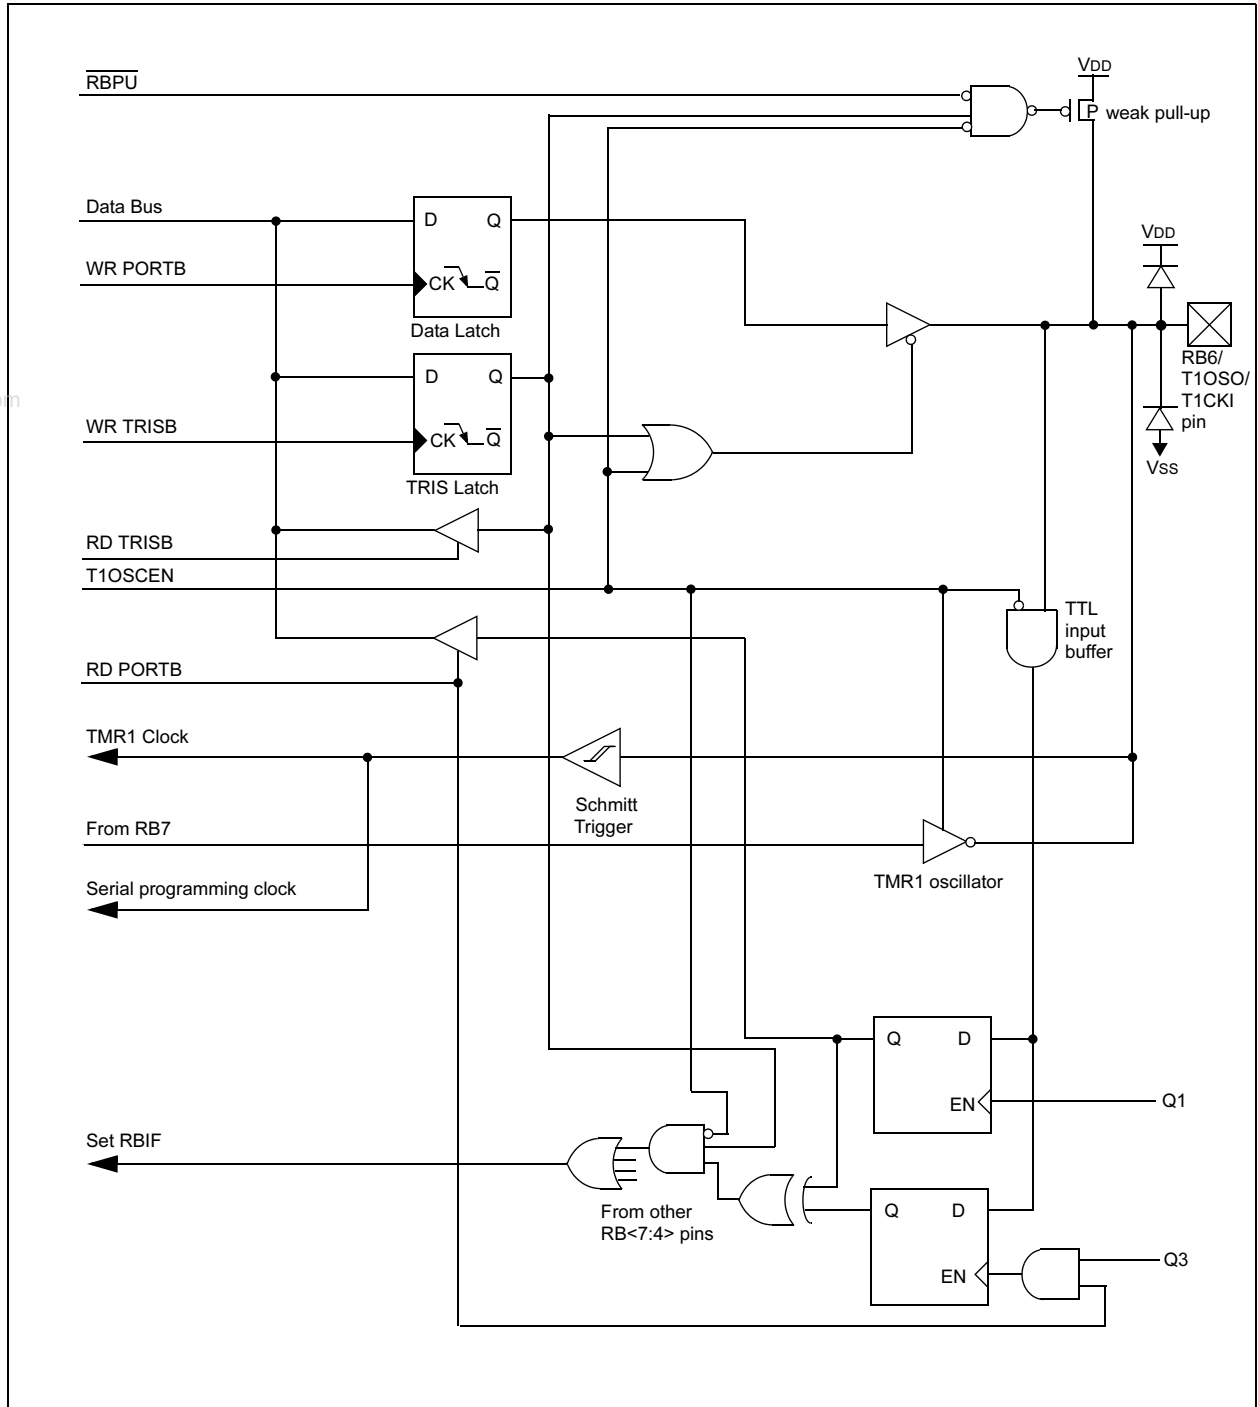 RBPU
VDD
P
weak pull-up
Data Bus
D
Q
VDD
WR PORTB
CK
Q
Data Latch
RB6/
T1OSO/
T1CKI
pin
D
Q
om
WR TRISB
CK
Q
VSS
TRIS Latch
RD TRISB
T1OSCEN
TTL
input
buffer
RD PORTB
TMR1 Clock
Schmitt
Trigger
From RB7
TMR1 oscillator
Serial programming clock
Q
D
EN
Q1
Set RBIF
From other
RB<7:4> pins
Q
D
EN
Q3